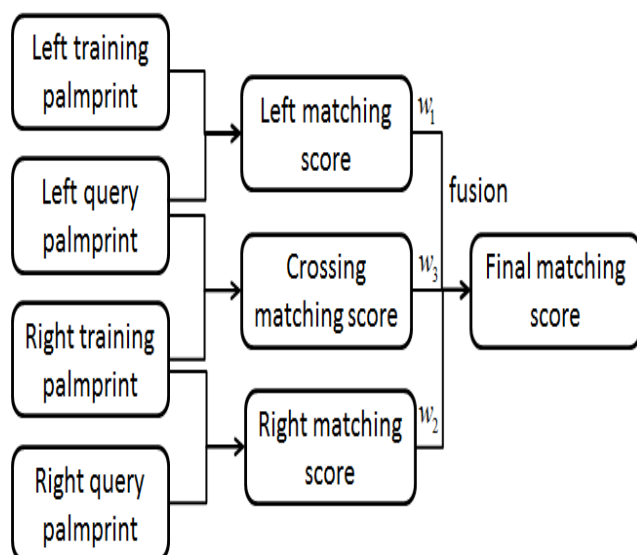 Left training
palmprint
Left query
palmprint
Right training
palmprint
Right query
palmprint
Left matching
score
Crossing
matching score
Right matching
score
w1
fusion
w3
w2
Final matching
score